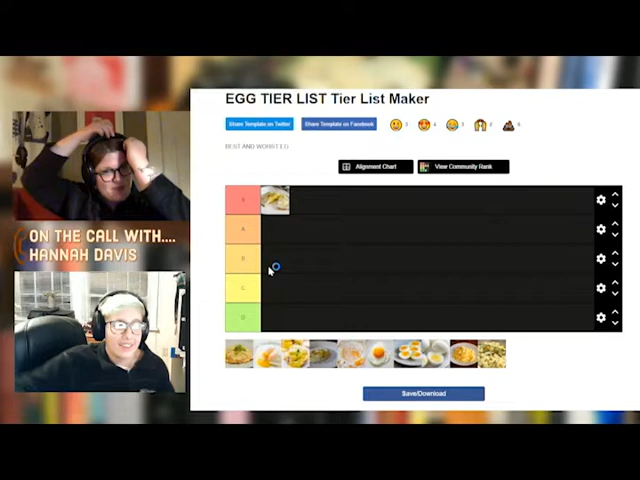 EGG TIER LIST Tier List Maker
Share Template on Twitter
Share Template on Facebook
BEST AND WORST EG
Alignment Chart
View Community Rank
A
B
C
D
ON THE CALL WITH....
HANNAH DAVIS
Save/Download